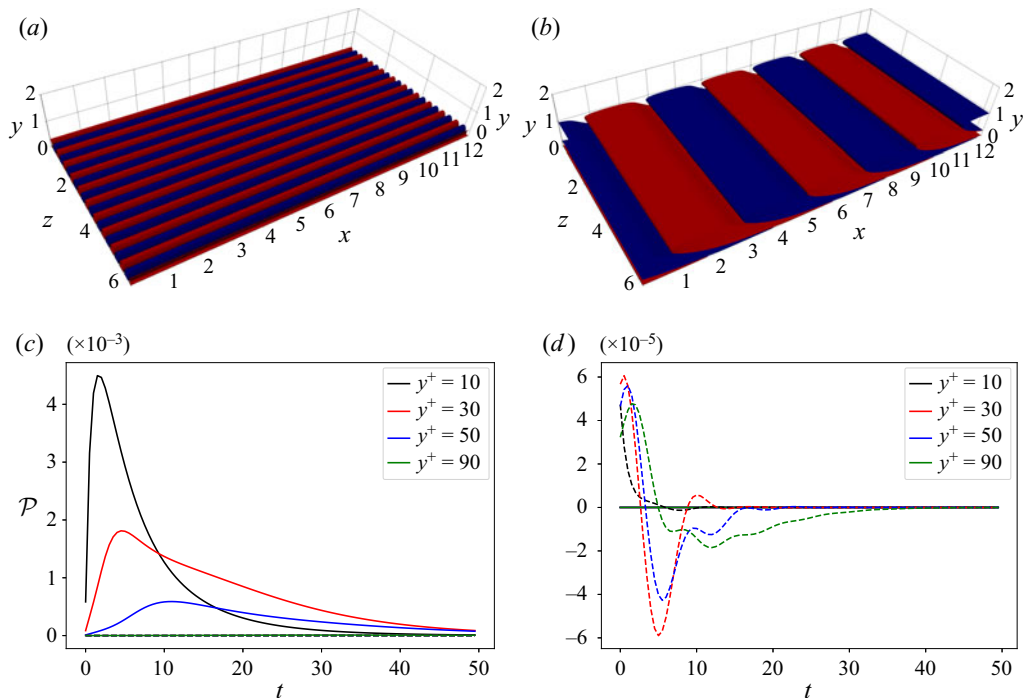 (a)
(b)
2
y 1
0
2
z 4
6
1
2
3
4
5
6
7
8
9
10
11
12
x
2
1 y
0
2
y 1
0
2
z 4
6
1
2
3
4
5
6
7
8
9
10
11
12
x
2
1 y
0
(c) (×10−3)
4
3
2
1
0
𝒫
0 10 20 30 40 50
t
y+ = 10
y+ = 30
y+ = 50
y+ = 90
(d) (×10−5)
6
4
2
0
−2
−4
−6
0 10 20 30 40 50
t
y+ = 10
y+ = 30
y+ = 50
y+ = 90